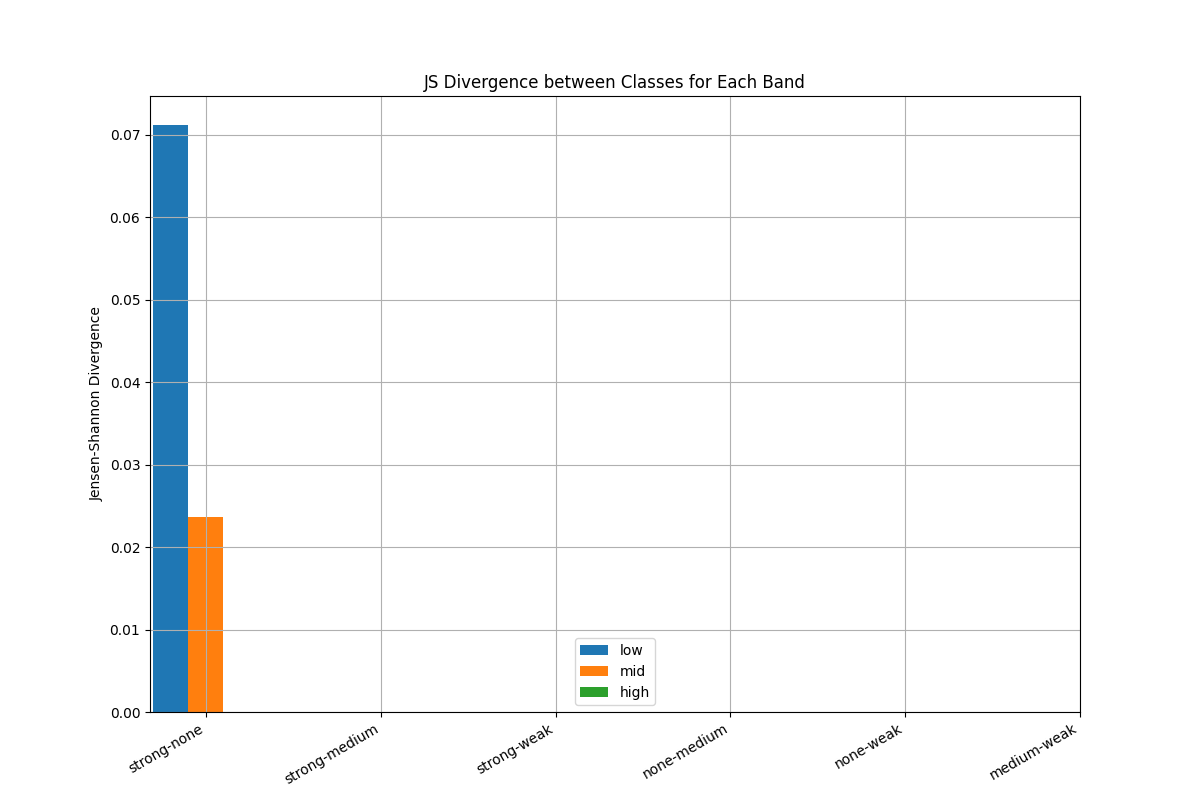 JS Divergence between Classes for Each Band
Jensen-Shannon Divergence
0.07
0.06
0.05
0.04
0.03
0.02
0.01
0.00
low
mid
high
strong-none
strong-medium
strong-weak
none-medium
none-weak
medium-weak